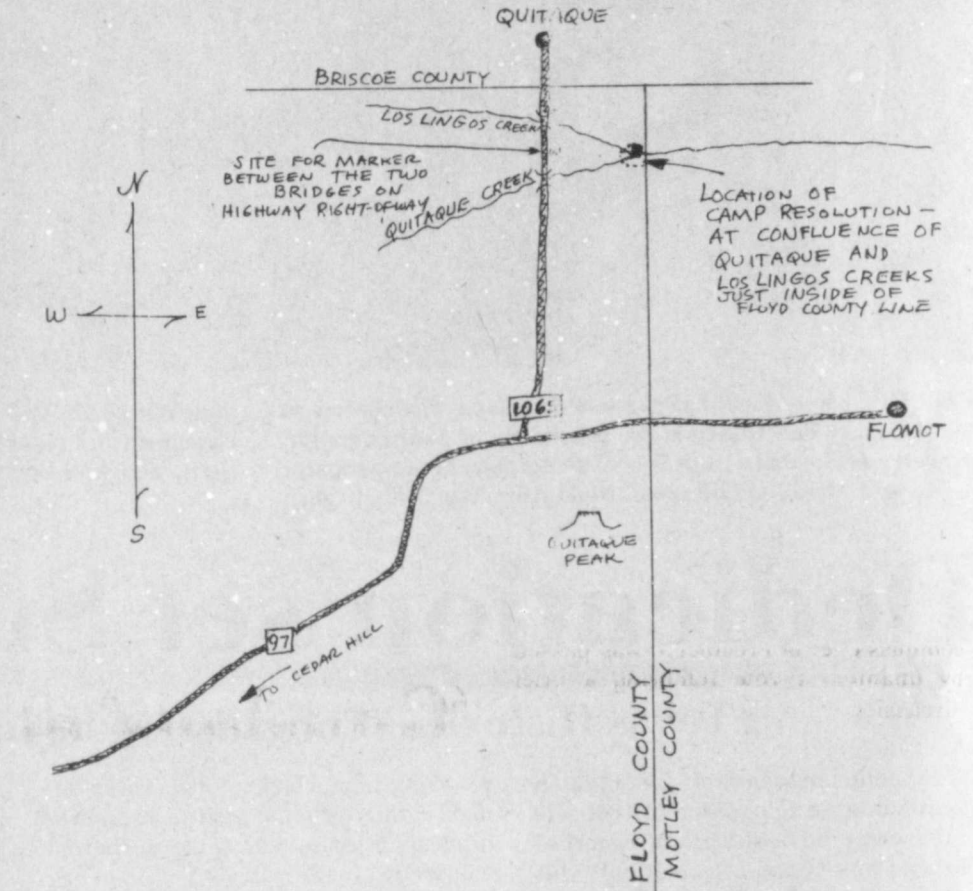 QUITAQUE
BRISCOE COUNTY
LOS LINGOS CREEK
SITE FOR MARKER
BETWEEN THE TWO
BRIDGES ON
HIGHWAY RIGHT-OF-WAY
QUITAQUE CREEK
LOCATION OF
CAMP RESOLUTION –
AT CONFLUENCE OF
QUITAQUE AND
LOS LINGOS CREEKS
JUST INSIDE OF
FLOYD COUNTY LINE
N
W
E
S
FLOMOT
QUITAQUE
PEAK
97
TO CEDAR HILL
FLOYD COUNTY
MOTLEY COUNTY